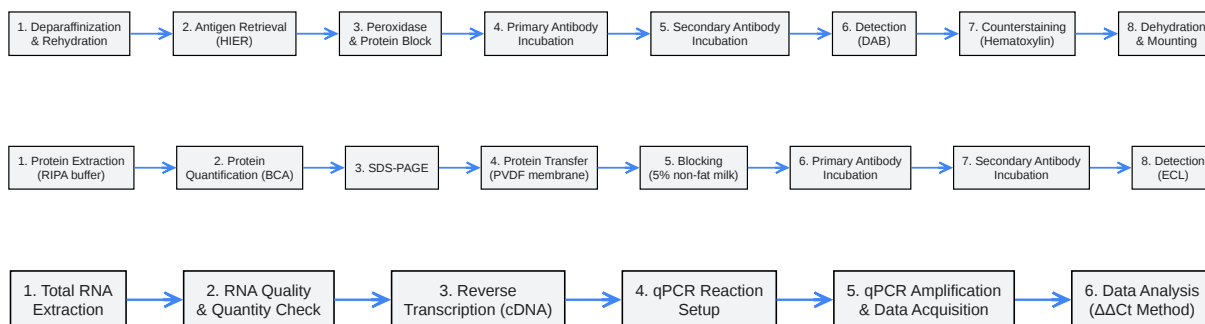 1. Deparaffinization
& Rehydration
2. Antigen Retrieval
(HIER)
3. Peroxidase
& Protein Block
4. Primary Antibody
Incubation
5. Secondary Antibody
Incubation
6. Detection
(DAB)
7. Counterstaining
(Hematoxylin)
8. Dehydration
& Mounting
1. Protein Extraction
(RIPA buffer)
2. Protein
Quantification (BCA)
3. SDS-PAGE
4. Protein Transfer
(PVDF membrane)
5. Blocking
(5% non-fat milk)
6. Primary Antibody
Incubation
7. Secondary Antibody
Incubation
8. Detection
(ECL)
1. Total RNA
Extraction
2. RNA Quality
& Quantity Check
3. Reverse
Transcription (cDNA)
4. qPCR Reaction
Setup
5. qPCR Amplification
& Data Acquisition
6. Data Analysis
(ΔΔCt Method)